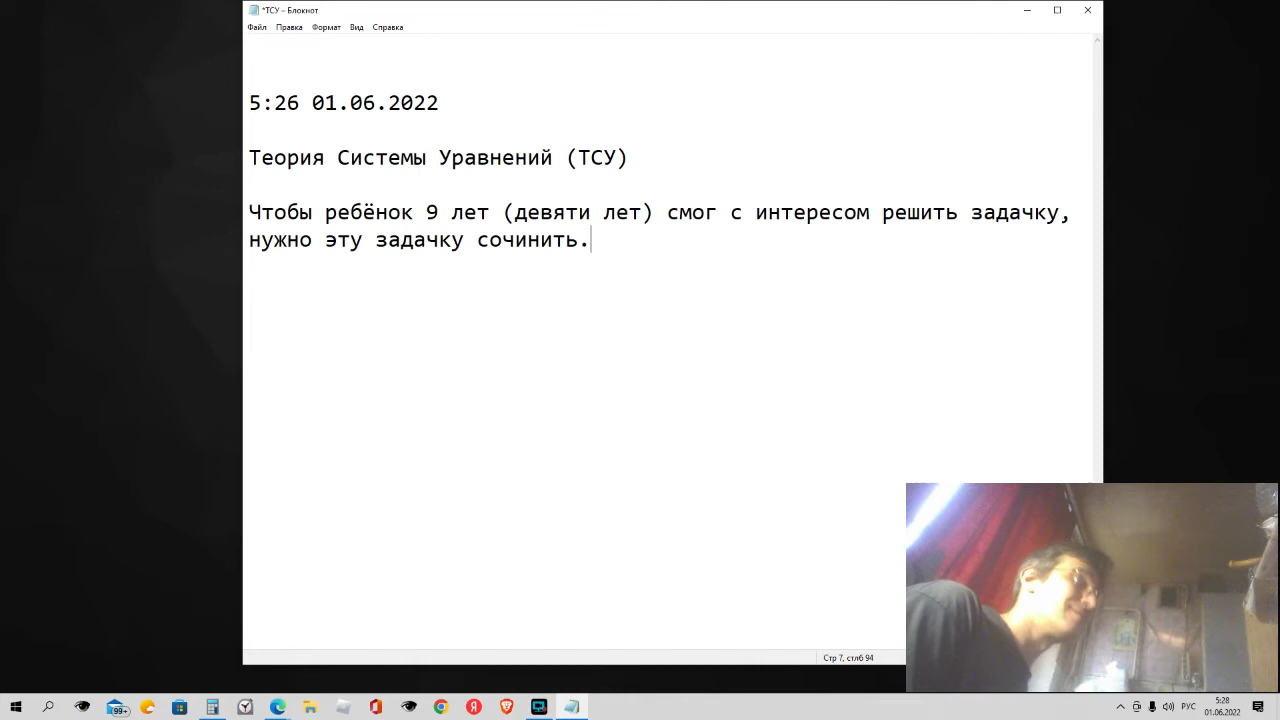 *ТСУ – Блокнот
Файл Правка Формат Вид Справка
5:26 01.06.2022
Теория Системы Уравнений (ТСУ)
Чтобы ребёнок 9 лет (девяти лет) смог с интересом решить задачку,
нужно эту задачку сочинить.
Стр 7, стлб 94
99+
Я
РУС
5:28
01.06.2022